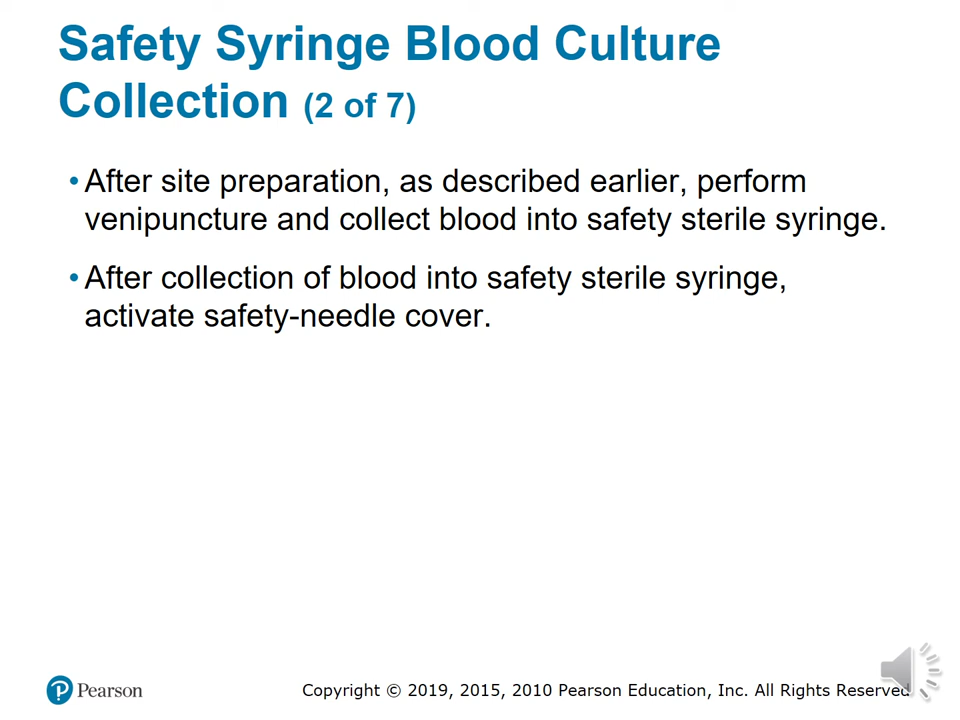 Safety Syringe Blood Culture
Collection (2 of 7)
• After site preparation, as described earlier, perform
venipuncture and collect blood into safety sterile syringe.
• After collection of blood into safety sterile syringe,
activate safety-needle cover.
Pearson
Copyright © 2019, 2015, 2010 Pearson Education, Inc. All Rights Reserved